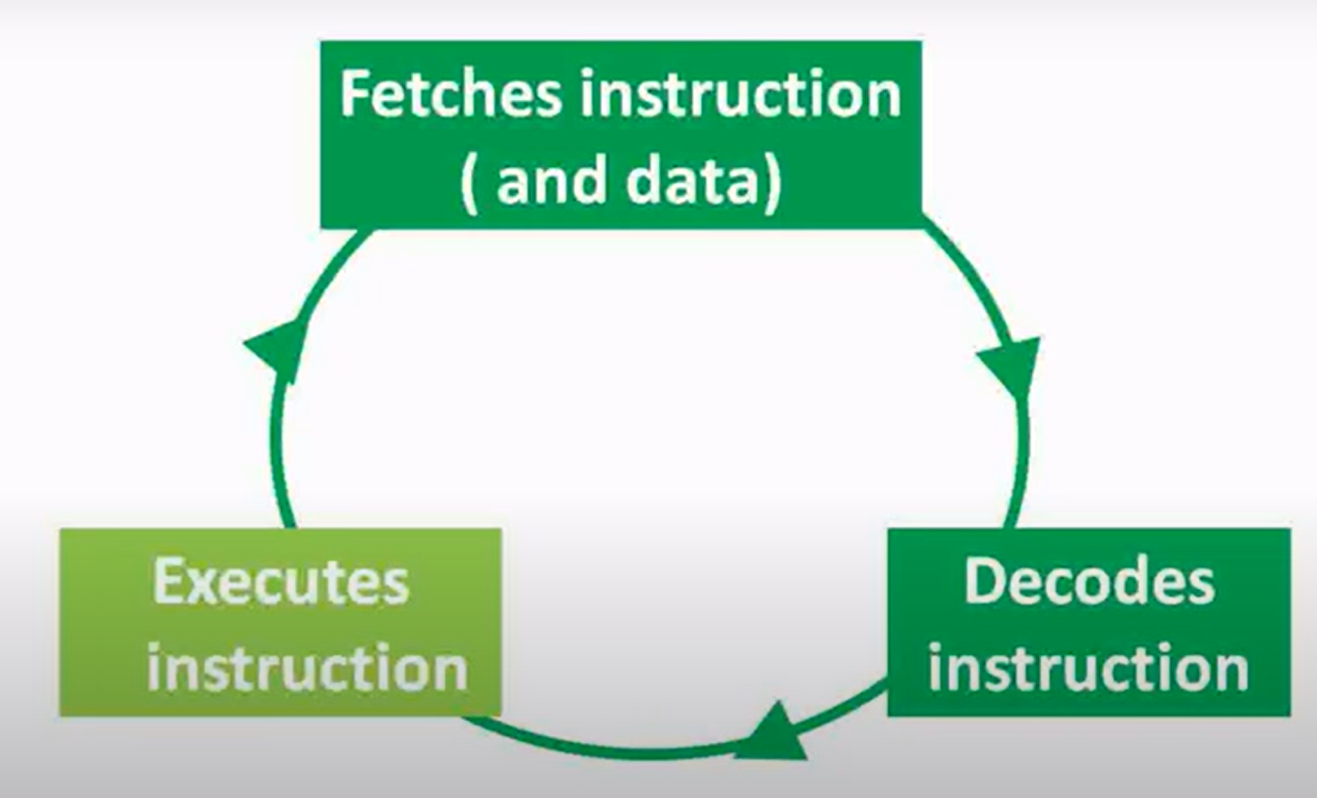 Fetches instruction
( and data)
Decodes
instruction
Executes
instruction